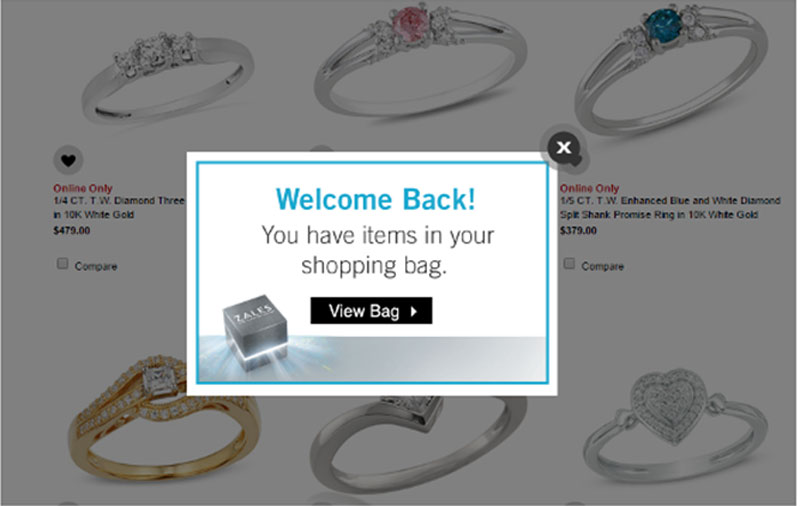 Online Only
1/4 CT. T.W. Diamond Three
in 10K White Gold
$479.00
Compare
Welcome Back!
You have items in your
shopping bag.
View Bag
ZALES
Online Only
1/5 CT. T.W. Enhanced Blue and White Diamond
Split Shank Promise Ring in 10K White Gold
$379.00
Compare